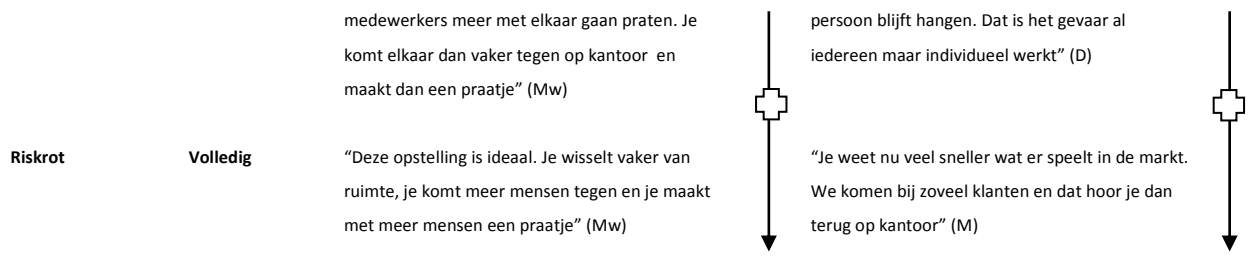 medewerkers meer met elkaar gaan praten. Je
komt elkaar dan vaker tegen op kantoor en
maakt dan een praatje” (Mw)
persoon blijft hangen. Dat is het gevaar al
iedereen maar individueel werkt” (D)
Riskrot
Volledig
“Deze opstelling is ideaal. Je wisselt vaker van
ruimte, je komt meer mensen tegen en je maakt
met meer mensen een praatje” (Mw)
“Je weet nu veel sneller wat er speelt in de markt.
We komen bij zoveel klanten en dat hoor je dan
terug op kantoor” (M)